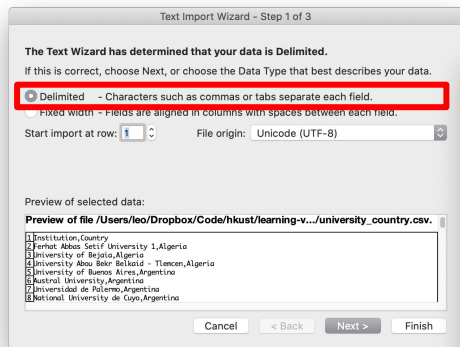 Text Import Wizard - Step 1 of 3
The Text Wizard has determined that your data is Delimited.
If this is correct, choose Next, or choose the Data Type that best describes your data.
Delimited - Characters such as commas or tabs separate each field.
Fixed width - Fields are aligned in columns with spaces between each field.
Start import at row: 1 File origin: Unicode (UTF-8)
Preview of selected data:
Preview of file /Users/leo/Dropbox/Code/hkust/learning-v.../university_country.csv.
1 Institution,Country
2 Ferhat Abbas Setif University 1,Algeria
3 University of Bejaia,Algeria
4 University Abou Bekr Belkaid - Tlemcen,Algeria
5 University of Buenos Aires,Argentina
6 Austral University,Argentina
7 Universidad de Palermo,Argentina
8 National University de Cuyo,Argentina
Cancel < Back Next > Finish